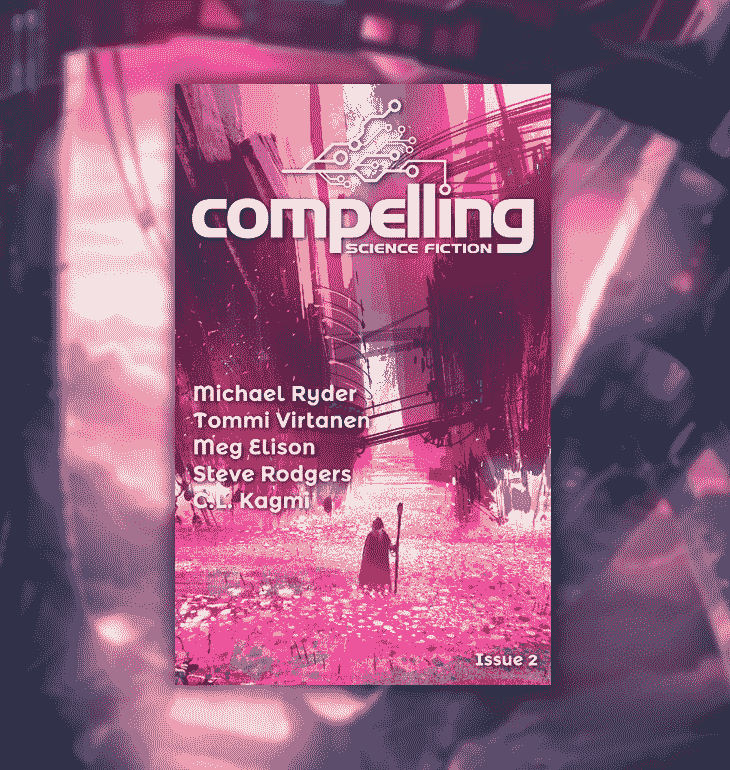 compelling
SCIENCE FICTION
Michael Ryder
Tommi Virtanen
Meg Elison
Steve Rodgers
C.L. Kagmi
Issue 2